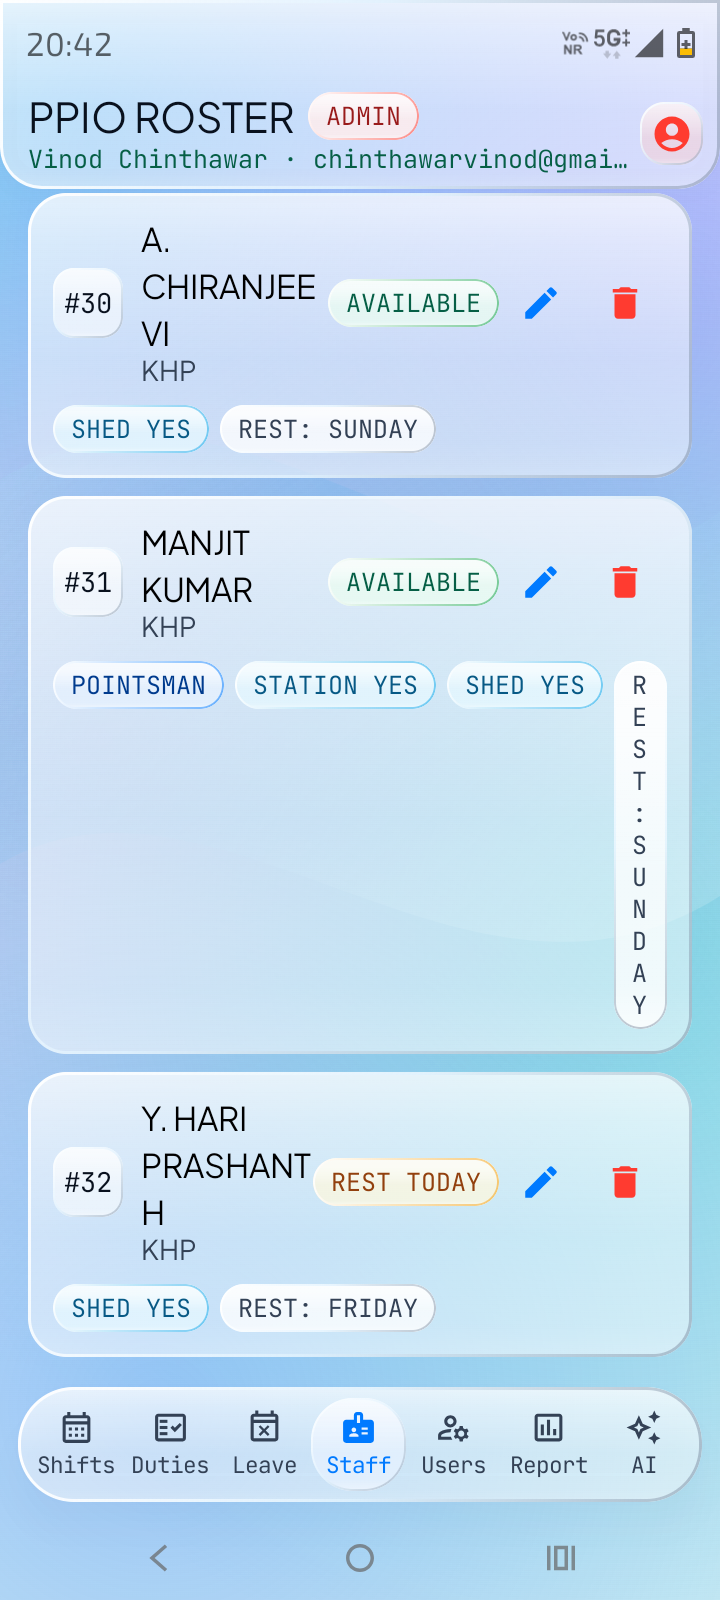 20:42
Vo NR 5G
PPIO ROSTER ADMIN
Vinod Chinthawar · chinthawarvinod@gmai…
A.
#30 CHIRANJEE AVAILABLE
VI
KHP
SHED YES REST: SUNDAY
MANJIT
#31 KUMAR AVAILABLE
KHP
POINTSMAN STATION YES SHED YES REST:SUNDAY
Y. HARI
#32 PRASHANT REST TODAY
H
KHP
SHED YES REST: FRIDAY
Shifts Duties Leave Staff Users Report AI